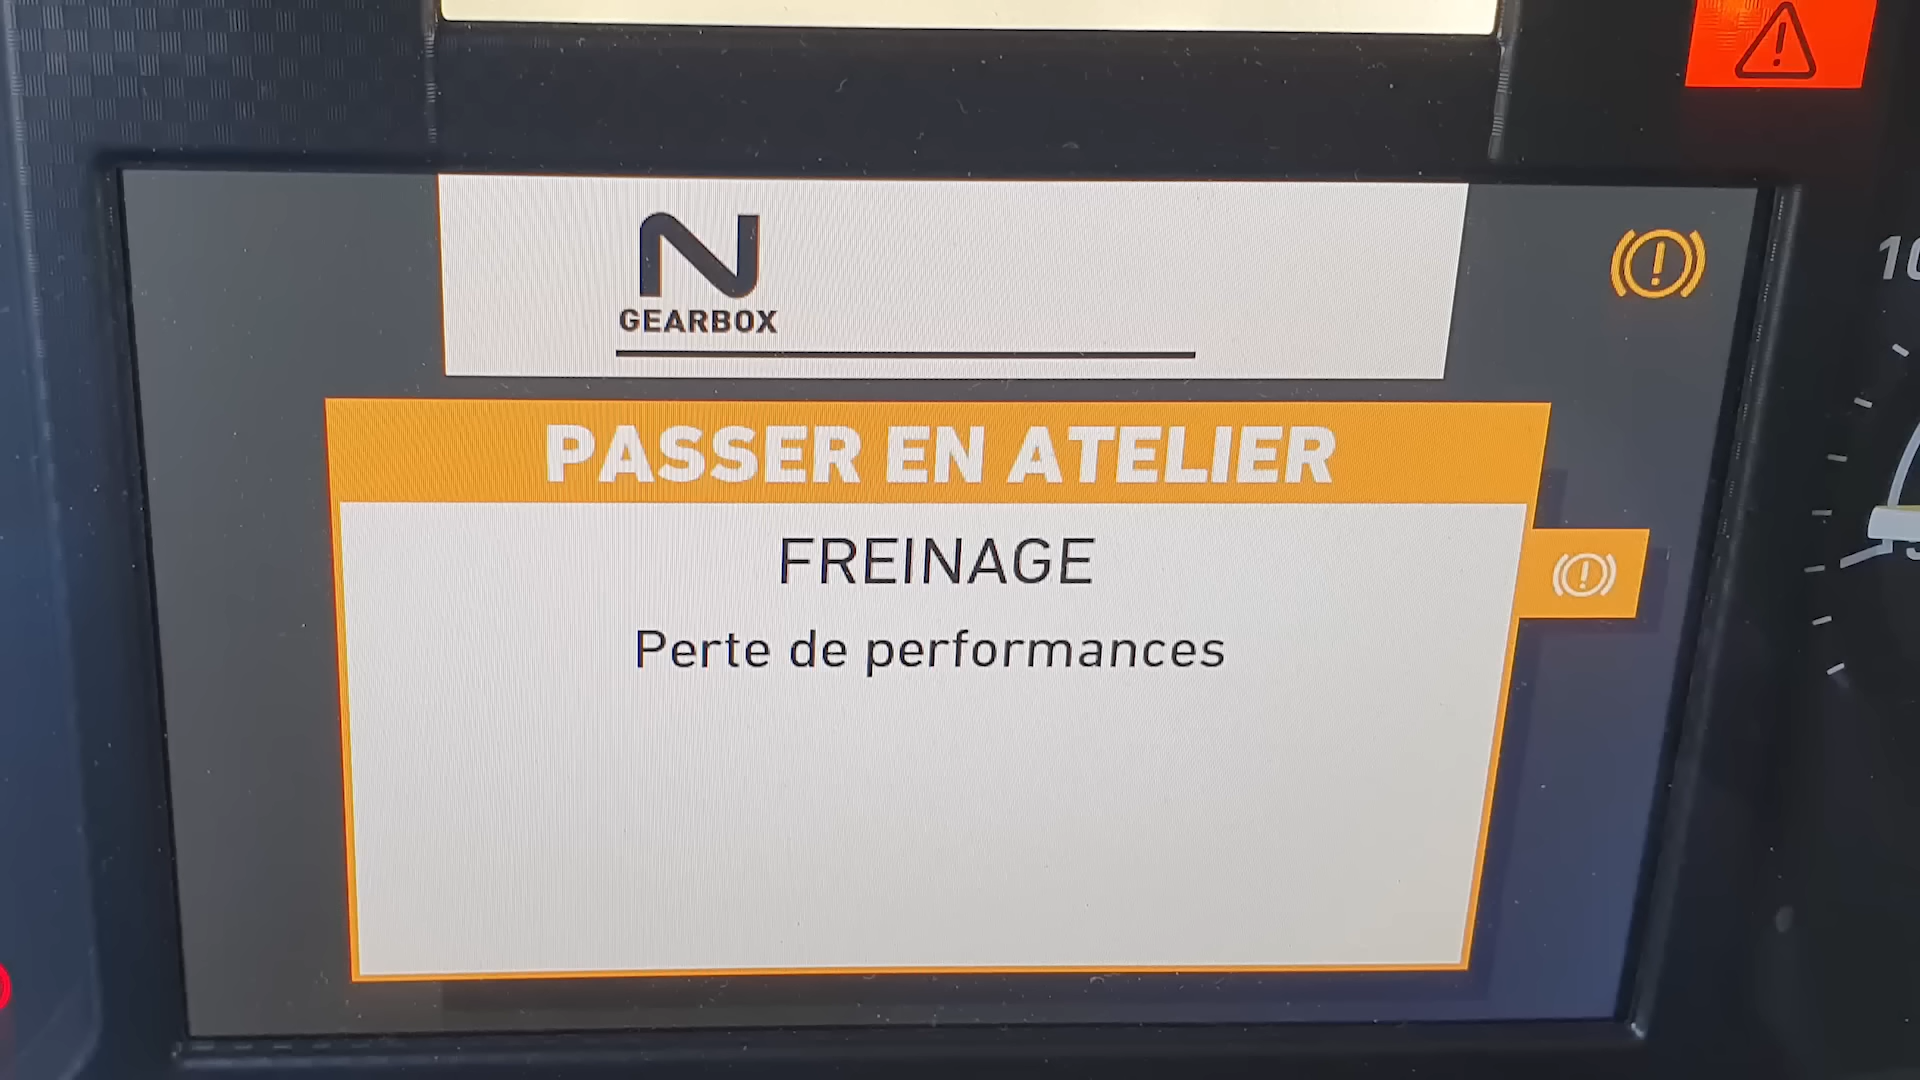 N
GEARBOX
PASSER EN ATELIER
FREINAGE
Perte de performances